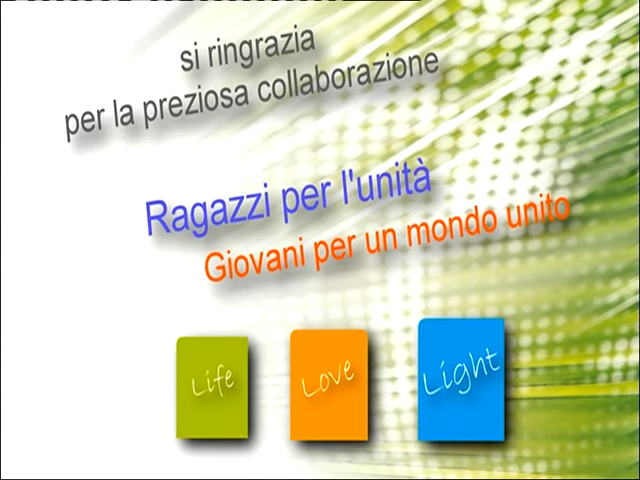 si ringrazia
per la preziosa collaborazione
Ragazzi per l'unità
Giovani per un mondo unito
Life
Love
Light